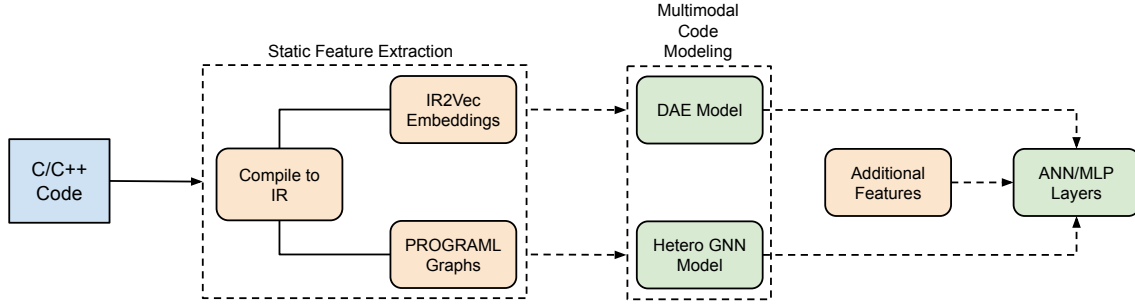 Static Feature Extraction
Multimodal
Code
Modeling
C/C++
Code
Compile to
IR
IR2Vec
Embeddings
PROGRAML
Graphs
DAE Model
Hetero GNN
Model
Additional
Features
ANN/MLP
Layers